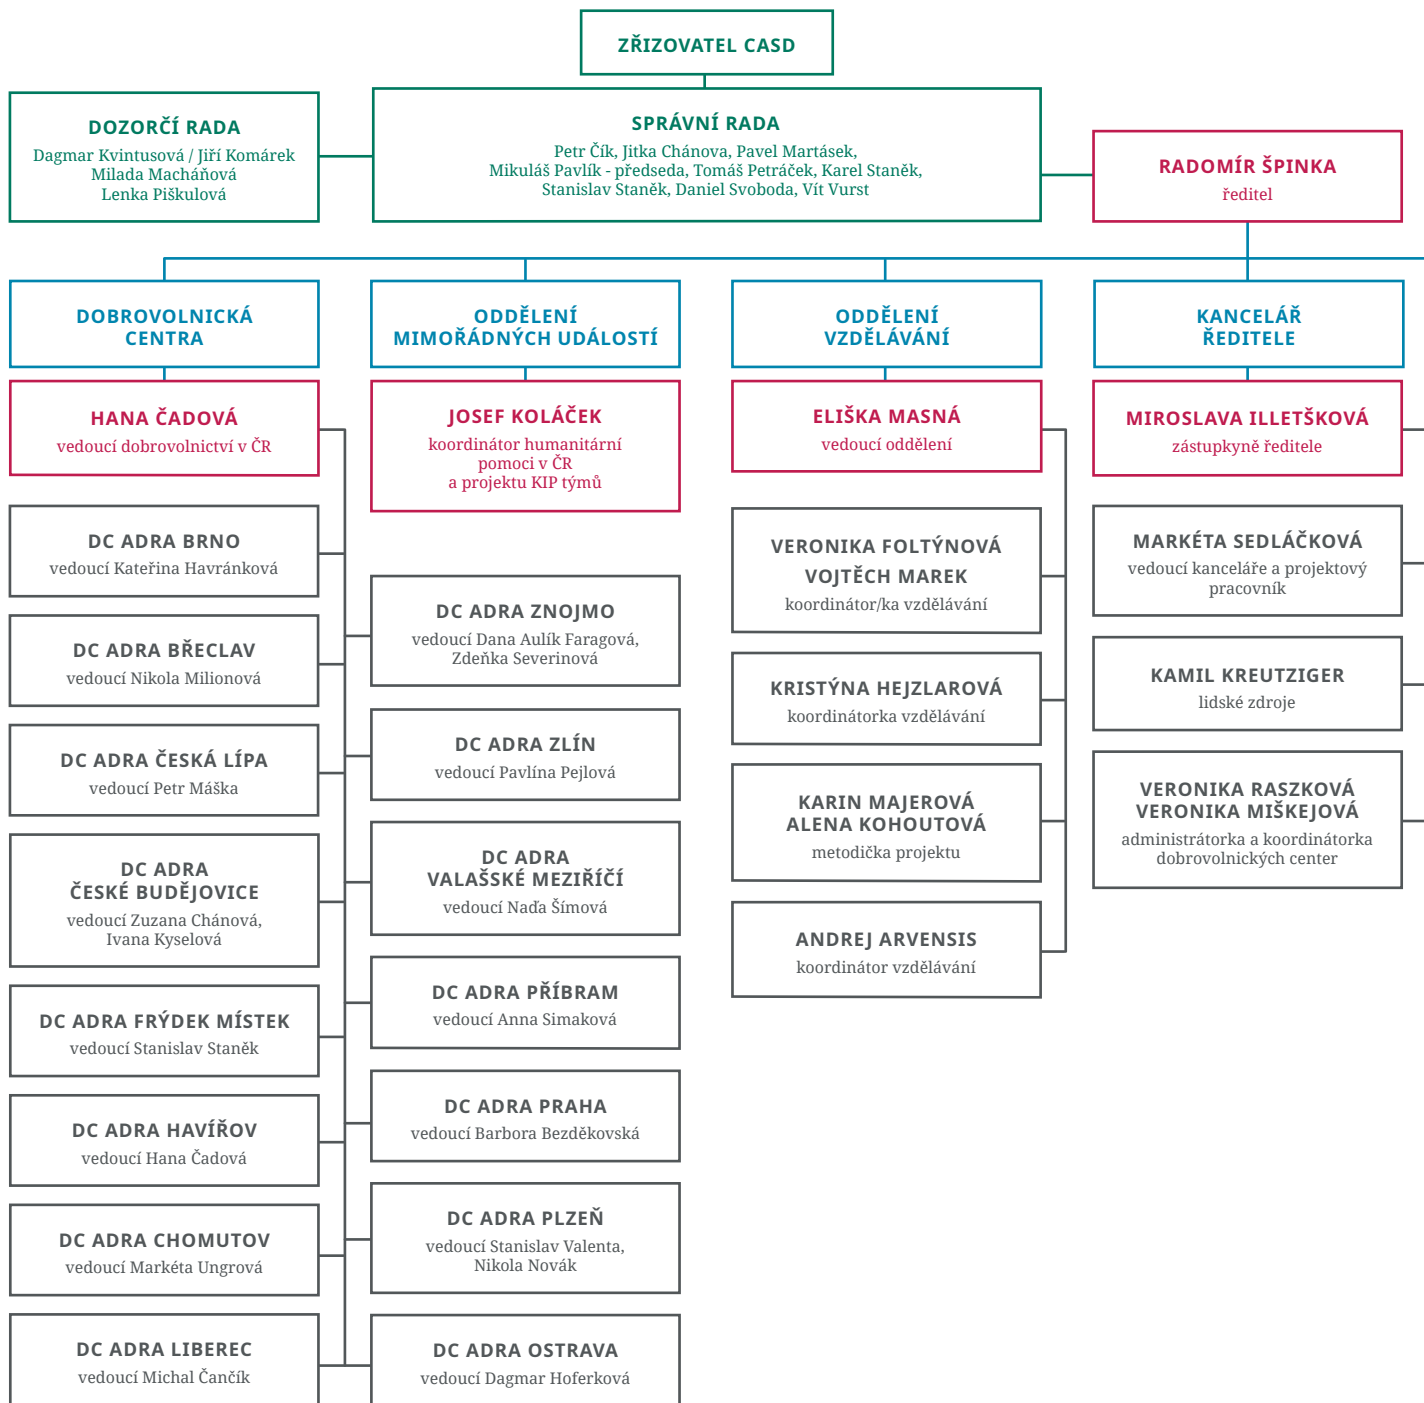 ZŘIZOVATEL CASD
DOZORČÍ RADA
Dagmar Kvintusová / Jiří Komárek
Milada Macháňová
Lenka Piškulová
SPRÁVNÍ RADA
Petr Čík, Jitka Chánova, Pavel Martásek,
Mikuláš Pavlík - předseda, Tomáš Petráček, Karel Staněk,
Stanislav Staněk, Daniel Svoboda, Vít Vurst
RADOMÍR ŠPINKA
ředitel
DOBROVOLNICKÁ
CENTRA
HANA ČADOVÁ
vedoucí dobrovolnictví v ČR
DC ADRA BRNO
vedoucí Kateřina Havránková
DC ADRA BŘECLAV
vedoucí Nikola Milionová
DC ADRA ČESKÁ LÍPA
vedoucí Petr Máška
DC ADRA
ČESKÉ BUDĚJOVICE
vedoucí Zuzana Chánová,
Ivana Kyselová
DC ADRA FRÝDEK MÍSTEK
vedoucí Stanislav Staněk
DC ADRA HAVÍŘOV
vedoucí Hana Čadová
DC ADRA CHOMUTOV
vedoucí Markéta Ungrová
DC ADRA LIBEREC
vedoucí Michal Čančík
ODDĚLENÍ
MIMOŘÁDNÝCH UDÁLOSTÍ
JOSEF KOLÁČEK
koordinátor humanitární
pomoci v ČR
a projektu KIP týmů
DC ADRA ZNOJMO
vedoucí Dana Aulík Faragová,
Zdeňka Severinová
DC ADRA ZLÍN
vedoucí Pavlína Pejlová
DC ADRA
VALAŠSKÉ MEZIŘÍČÍ
vedoucí Naďa Šímová
DC ADRA PŘÍBRAM
vedoucí Anna Simaková
DC ADRA PRAHA
vedoucí Barbora Bezděkovská
DC ADRA PLZEŇ
vedoucí Stanislav Valenta,
Nikola Novák
DC ADRA OSTRAVA
vedoucí Dagmar Hoferková
ODDĚLENÍ
VZDĚLÁVÁNÍ
ELIŠKA MASNÁ
vedoucí oddělení
VERONIKA FOLTÝNOVÁ
VOJTĚCH MAREK
koordinátor/ka vzdělávání
KRISTÝNA HEJZLAROVÁ
koordinátorka vzdělávání
KARIN MAJEROVÁ
ALENA KOHOUTOVÁ
metodička projektu
ANDREJ ARVENSIS
koordinátor vzdělávání
KANCELÁŘ
ŘEDITELE
MIROSLAVA ILLETŠKOVÁ
zástupkyně ředitele
MARKÉTA SEDLÁČKOVÁ
vedoucí kanceláře a projektový
pracovník
KAMIL KREUTZIGER
lidské zdroje
VERONIKA RASZKOVÁ
VERONIKA MIŠKEJOVÁ
administrátorka a koordinátorka
dobrovolnických center